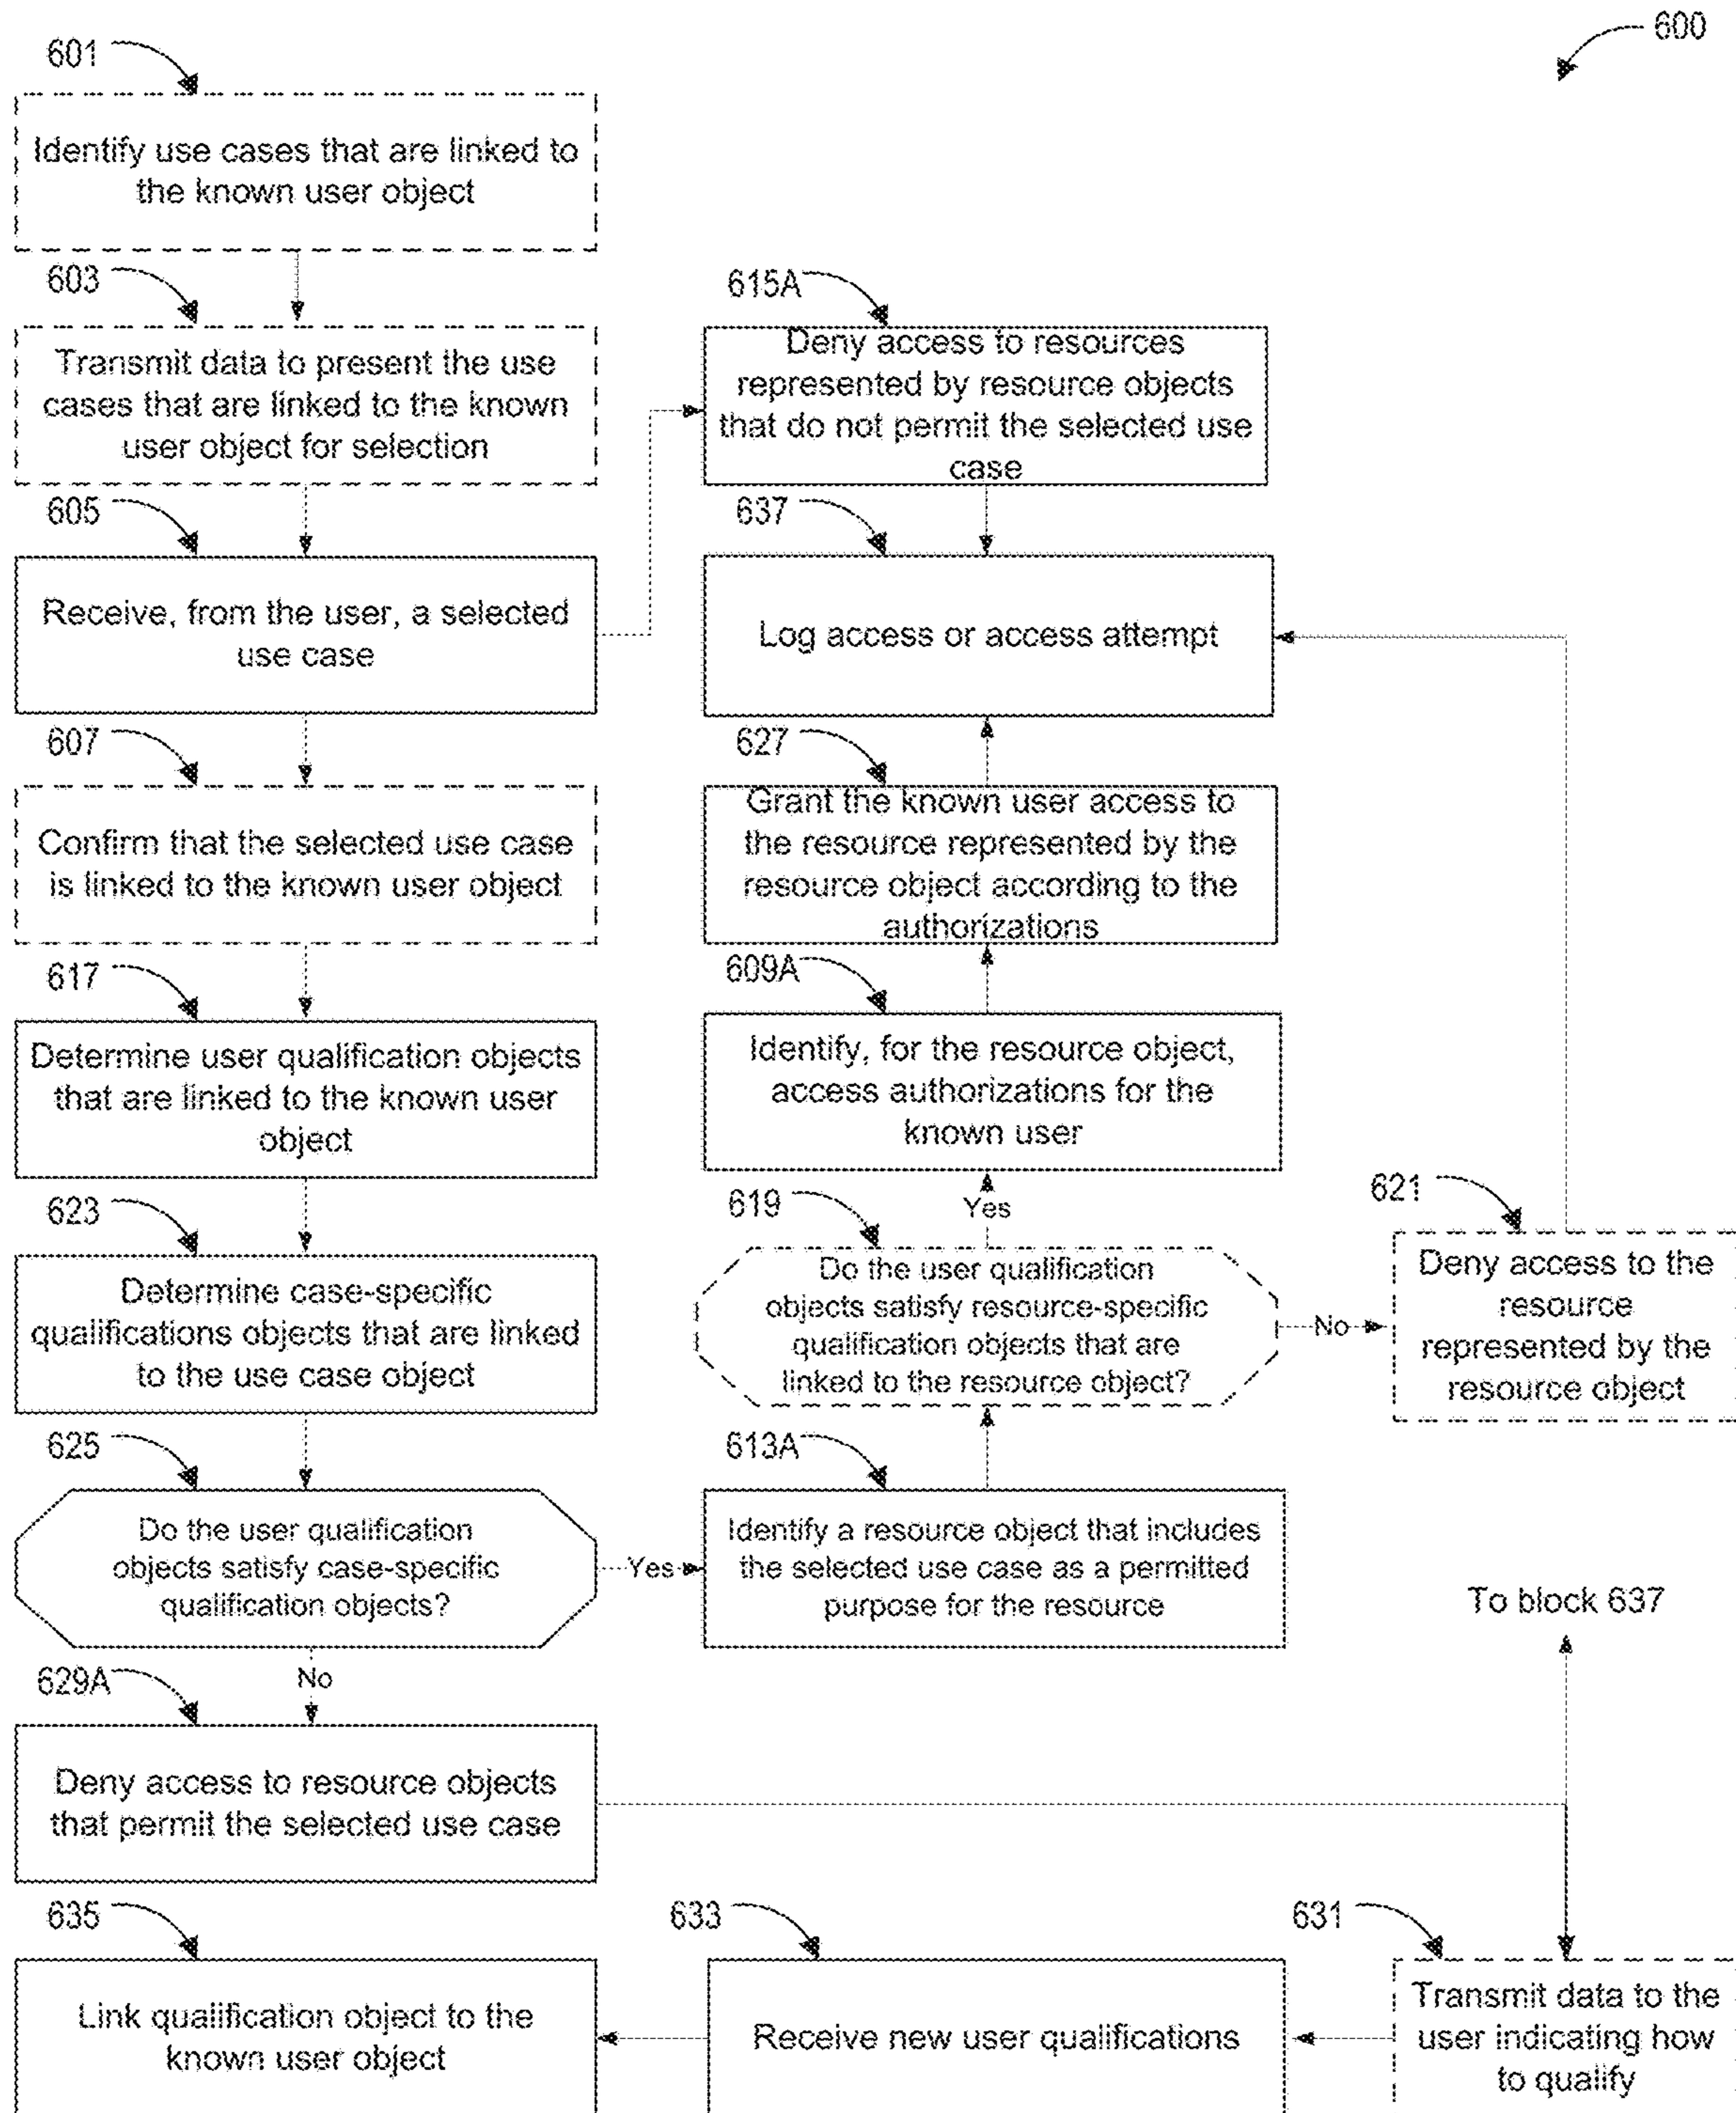 600
601
Identify use cases that are linked to
the known user object
603
Transmit data to present the use
cases that are linked to the known
user object for selection
605
Receive, from the user, a selected
use case
607
Confirm that the selected use case
is linked to the known user object
617
Determine user qualification objects
that are linked to the known user
object
623
Determine case-specific
qualifications objects that are linked
to the use case object
625
Do the user qualification
objects satisfy case-specific
qualification objects?
Yes
No
629A
Deny access to resource objects
that permit the selected use case
615A
Deny access to resources
represented by resource objects
that do not permit the selected use
case
637
Log access or access attempt
627
Grant the known user access to
the resource represented by the
resource object according to the
authorizations
609A
Identify, for the resource object,
access authorizations for the
known user
619
Yes
Do the user qualification
objects satisfy resource-specific
qualification objects that are
linked to the resource object?
No
613A
Identify a resource object that includes
the selected use case as a permitted
purpose for the resource
621
Deny access to the
resource
represented by the
resource object
To block 637
631
Transmit data to the
user indicating how
to qualify
633
Receive new user qualifications
635
Link qualification object to the
known user object